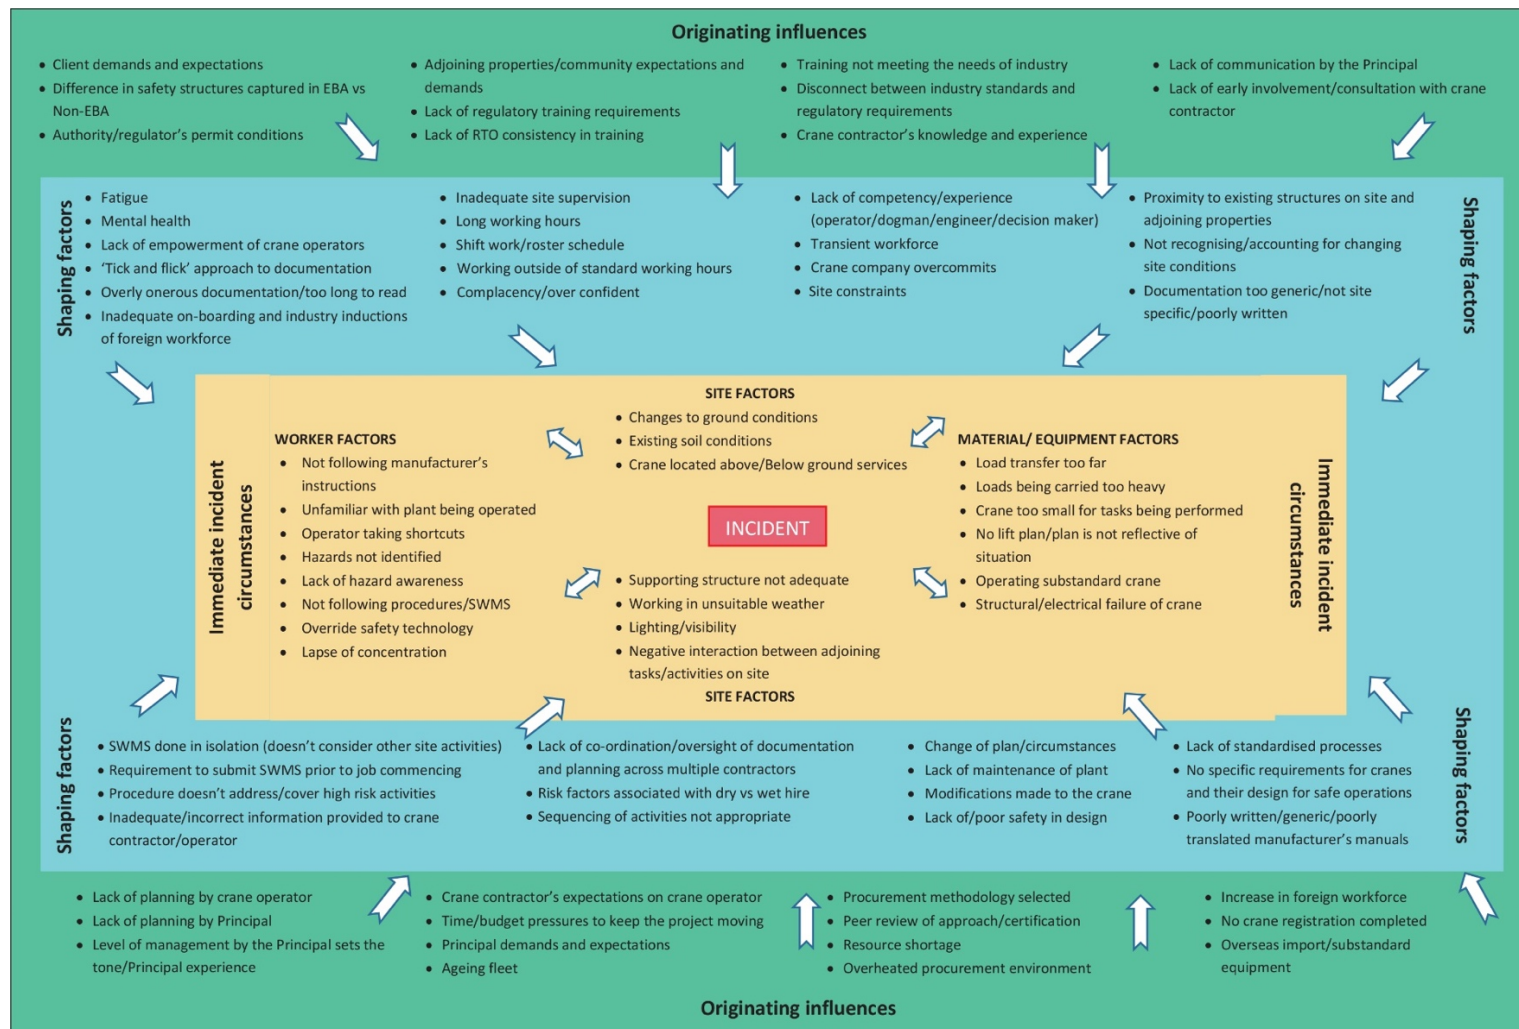 Originating influences
• Client demands and expectations
• Difference in safety structures captured in EBA vs
Non-EBA
• Authority/regulator's permit conditions
• Adjoining properties/community expectations and
demands
• Lack of regulatory training requirements
• Lack of RTO consistency in training
• Training not meeting the needs of industry
• Disconnect between industry standards and
regulatory requirements
• Crane contractor's knowledge and experience
• Lack of communication by the Principal
• Lack of early involvement/consultation with crane
contractor
Shaping factors
• Fatigue
• Mental health
• Lack of empowerment of crane operators
• 'Tick and flick' approach to documentation
• Overly onerous documentation/too long to read
• Inadequate on-boarding and industry inductions
of foreign workforce
• Inadequate site supervision
• Long working hours
• Shift work/roster schedule
• Working outside of standard working hours
• Complacency/over confident
• Lack of competency/experience
(operator/dogman/engineer/decision maker)
• Transient workforce
• Crane company overcommits
• Site constraints
• Proximity to existing structures on site and
adjoining properties
• Not recognising/accounting for changing
site conditions
• Documentation too generic/not site
specific/poorly written
Shaping factors
Immediate incident
circumstances
WORKER FACTORS
• Not following manufacturer's
instructions
• Unfamiliar with plant being operated
• Operator taking shortcuts
• Hazards not identified
• Lack of hazard awareness
• Not following procedures/SWMS
• Override safety technology
• Lapse of concentration
SITE FACTORS
• Changes to ground conditions
• Existing soil conditions
• Crane located above/Below ground services
INCIDENT
• Supporting structure not adequate
• Working in unsuitable weather
• Lighting/visibility
• Negative interaction between adjoining
tasks/activities on site
SITE FACTORS
MATERIAL/ EQUIPMENT FACTORS
• Load transfer too far
• Loads being carried too heavy
• Crane too small for tasks being performed
• No lift plan/plan is not reflective of
situation
• Operating substandard crane
• Structural/electrical failure of crane
Immediate incident
circumstances
Shaping factors
• SWMS done in isolation (doesn't consider other site activities)
• Requirement to submit SWMS prior to job commencing
• Procedure doesn't address/cover high risk activities
• Inadequate/incorrect information provided to crane
contractor/operator
• Lack of co-ordination/oversight of documentation
and planning across multiple contractors
• Risk factors associated with dry vs wet hire
• Sequencing of activities not appropriate
• Change of plan/circumstances
• Lack of maintenance of plant
• Modifications made to the crane
• Lack of/poor safety in design
• Lack of standardised processes
• No specific requirements for cranes
and their design for safe operations
• Poorly written/generic/poorly
translated manufacturer's manuals
Shaping factors
• Lack of planning by crane operator
• Lack of planning by Principal
• Level of management by the Principal sets the
tone/Principal experience
• Crane contractor's expectations on crane operator
• Time/budget pressures to keep the project moving
• Principal demands and expectations
• Ageing fleet
• Procurement methodology selected
• Peer review of approach/certification
• Resource shortage
• Overheated procurement environment
• Increase in foreign workforce
• No crane registration completed
• Overseas import/substandard
equipment
Originating influences